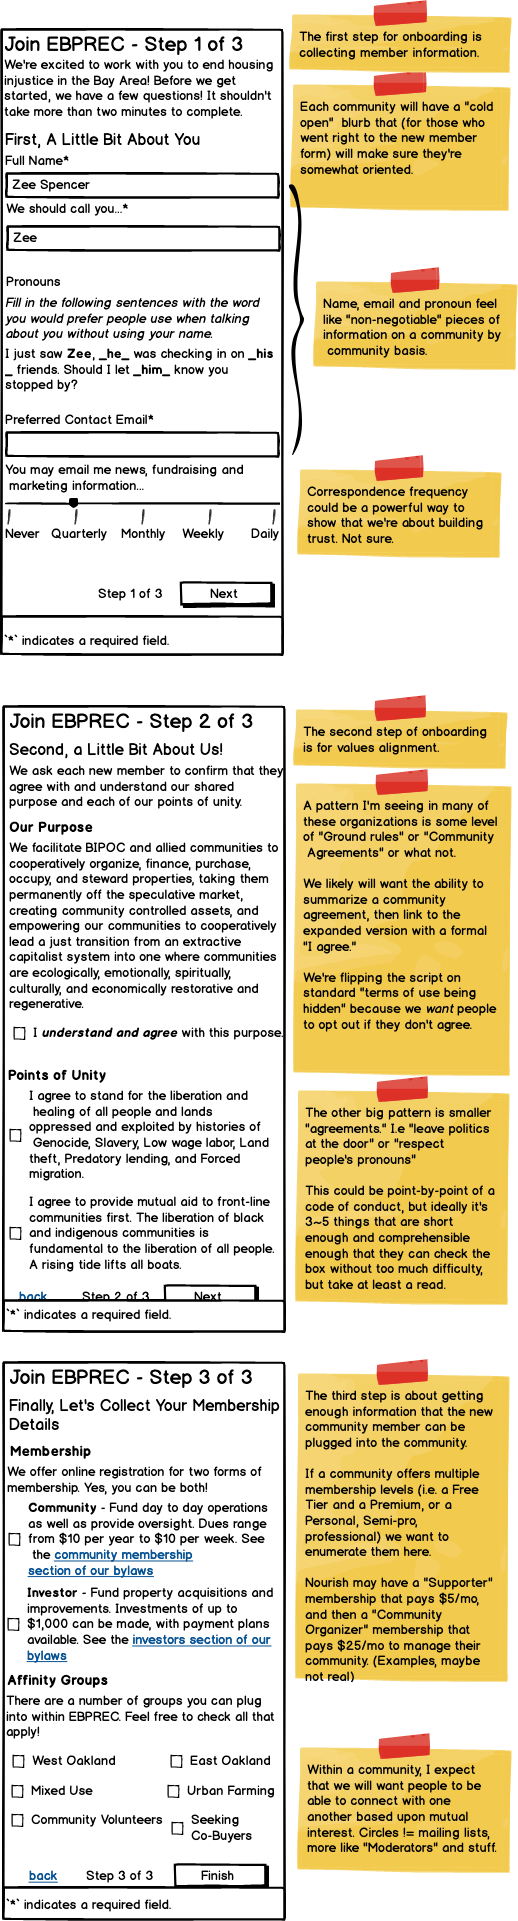 Join EBPREC - Step 1 of 3
We're excited to work with you to end housing
injustice in the Bay Area! Before we get
started, we have a few questions! It shouldn't
take more than two minutes to complete.
First, A Little Bit About You
Full Name*
Zee Spencer
We should call you...*
Zee
Pronouns
Fill in the following sentences with the word
you would prefer people use when talking
about you without using your name.
I just saw Zee, _he_ was checking in on _his
_ friends. Should I let _him_ know you
stopped by?
Preferred Contact Email*
You may email me news, fundraising and
marketing information...
Never Quarterly Monthly Weekly Daily
Step 1 of 3 Next
`*` indicates a required field.
The first step for onboarding is
collecting member information.
Each community will have a "cold
open" blurb that (for those who
went right to the new member
form) will make sure they're
somewhat oriented.
Name, email and pronoun feel
like "non-negotiable" pieces of
information on a community by
community basis.
Correspondence frequency
could be a powerful way to
show that we're about building
trust. Not sure.
Join EBPREC - Step 2 of 3
Second, a Little Bit About Us!
We ask each new member to confirm that they
agree with and understand our shared
purpose and each of our points of unity.
Our Purpose
We facilitate BIPOC and allied communities to
cooperatively organize, finance, purchase,
occupy, and steward properties, taking them
permanently off the speculative market,
creating community controlled assets, and
empowering our communities to cooperatively
lead a just transition from an extractive
capitalist system into one where communities
are ecologically, emotionally, spiritually,
culturally, and economically restorative and
regenerative.
I understand and agree with this purpose.
Points of Unity
I agree to stand for the liberation and
healing of all people and lands
oppressed and exploited by histories of
Genocide, Slavery, Low wage labor, Land
theft, Predatory lending, and Forced
migration.
I agree to provide mutual aid to front-line
communities first. The liberation of black
and indigenous communities is
fundamental to the liberation of all people.
A rising tide lifts all boats.
back Step 2 of 3 Next
`*` indicates a required field.
The second step of onboarding
is for values alignment.
A pattern I'm seeing in many of
these organizations is some level
of "Ground rules" or "Community
Agreements" or what not.
We likely will want the ability to
summarize a community
agreement, then link to the
expanded version with a formal
"I agree."
We're flipping the script on
standard "terms of use being
hidden" because we want people
to opt out if they don't agree.
The other big pattern is smaller
"agreements." I.e "leave politics
at the door" or "respect
people's pronouns"
This could be point-by-point of a
code of conduct, but ideally it's
3~5 things that are short
enough and comprehensible
enough that they can check the
box without too much difficulty,
but take at least a read.
Join EBPREC - Step 3 of 3
Finally, Let's Collect Your Membership
Details
Membership
We offer online registration for two forms of
membership. Yes, you can be both!
Community - Fund day to day operations
as well as provide oversight. Dues range
from $10 per year to $10 per week. See
the community membership
section of our bylaws
Investor - Fund property acquisitions and
improvements. Investments of up to
$1,000 can be made, with payment plans
available. See the investors section of our
bylaws
Affinity Groups
There are a number of groups you can plug
into within EBPREC. Feel free to check all that
apply!
West Oakland East Oakland
Mixed Use Urban Farming
Community Volunteers Seeking
Co-Buyers
back Step 3 of 3 Finish
`*` indicates a required field.
The third step is about getting
enough information that the new
community member can be
plugged into the community.
If a community offers multiple
membership levels (i.e. a Free
Tier and a Premium, or a
Personal, Semi-pro,
professional) we want to
enumerate them here.
Nourish may have a "Supporter"
membership that pays $5/mo,
and then a "Community
Organizer" membership that
pays $25/mo to manage their
community. (Examples, maybe
not real)
Within a community, I expect
that we will want people to be
able to connect with one
another based upon mutual
interest. Circles != mailing lists,
more like "Moderators" and stuff.